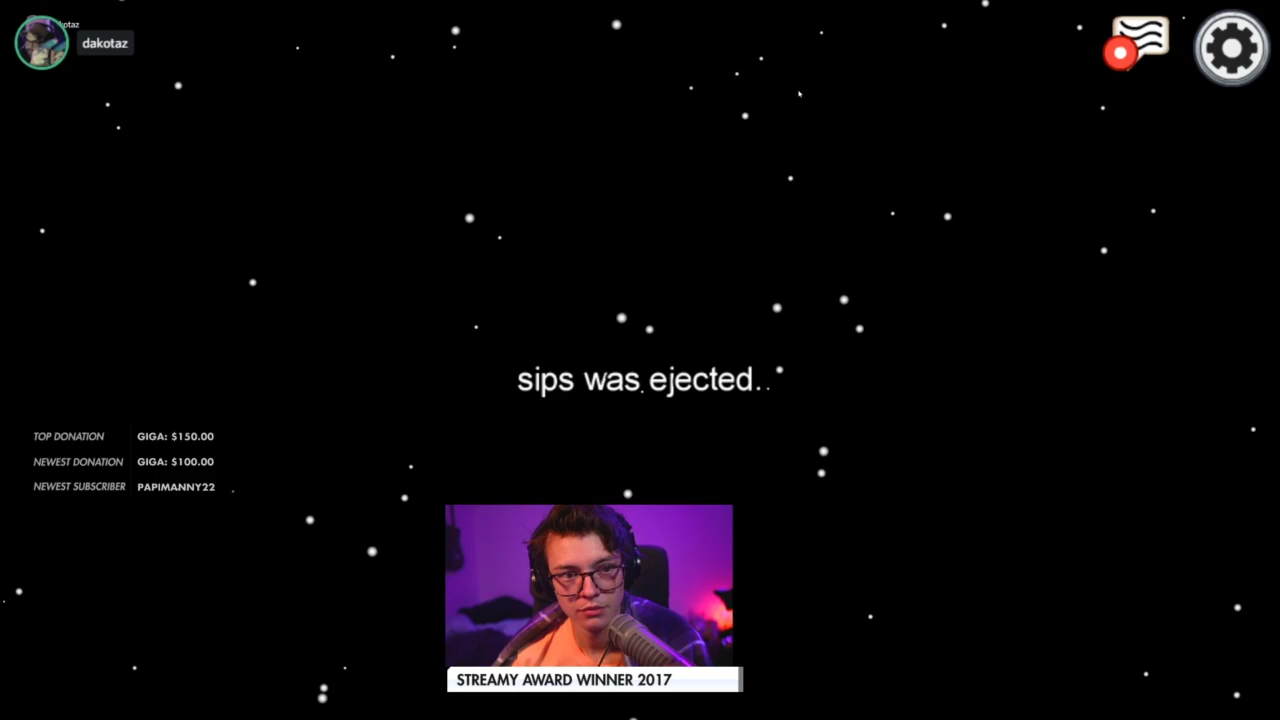 dakotaz
sips was ejected.
TOP DONATION GIGA: $150.00
NEWEST DONATION GIGA: $100.00
NEWEST SUBSCRIBER PAPIMANNY22
STREAMY AWARD WINNER 2017